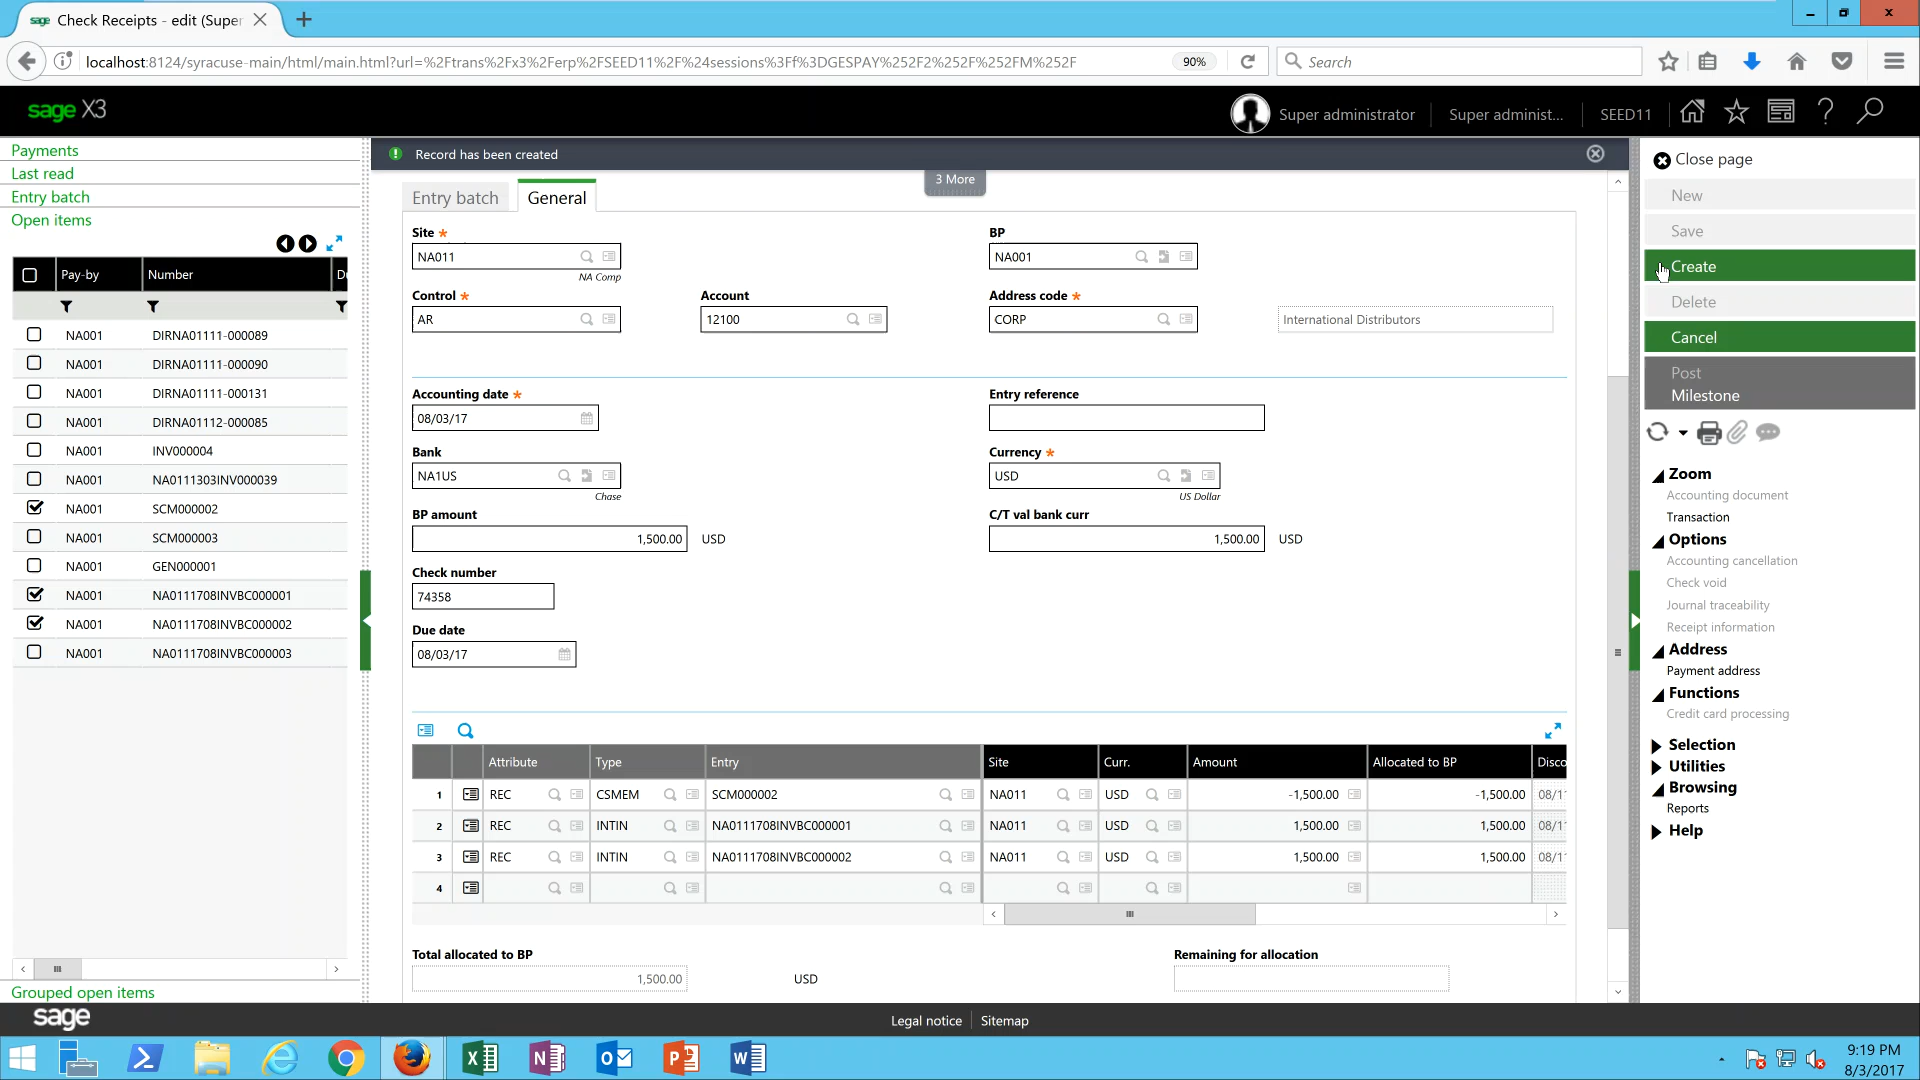 sage Check Receipts - edit (Super
localhost:8124/syracuse-main/html/main.html?url=%2Ftrans%2Fx3%2Ferp%2FSEED11%2F%24sessions%3Ff%3DGESPAY%252F2%252F%252FM%252F
90%
Search
sage X3
Super administrator
Super administ...
SEED11
Payments
Last read
Entry batch
Open items
Pay-by Number D
NA001 DIRNA01111-000089
NA001 DIRNA01111-000090
NA001 DIRNA01111-000131
NA001 DIRNA01112-000085
NA001 INV000004
NA001 NA0111303INV000039
NA001 SCM000002
NA001 SCM000003
NA001 GEN000001
NA001 NA0111708INVBC000001
NA001 NA0111708INVBC000002
NA001 NA0111708INVBC000003
Grouped open items
Record has been created
3 More
Entry batch General
Site * BP
NA011 NA001
NA Comp
Control * Account Address code *
AR 12100 CORP International Distributors
Accounting date * Entry reference
08/03/17
Bank Currency *
NA1US USD
Chase US Dollar
BP amount C/T val bank curr
1,500.00 USD 1,500.00 USD
Check number
74358
Due date
08/03/17
Attribute Type Entry Site Curr. Amount Allocated to BP Disco
1 REC CSMEM SCM000002 NA011 USD -1,500.00 -1,500.00 08/1
2 REC INTIN NA0111708INVBC000001 NA011 USD 1,500.00 1,500.00 08/1
3 REC INTIN NA0111708INVBC000002 NA011 USD 1,500.00 1,500.00 08/1
4
Total allocated to BP Remaining for allocation
1,500.00 USD
Close page
New
Save
Create
Delete
Cancel
Post
Milestone
Zoom
Accounting document
Transaction
Options
Accounting cancellation
Check void
Journal traceability
Receipt information
Address
Payment address
Functions
Credit card processing
Selection
Utilities
Browsing
Reports
Help
sage
Legal notice Sitemap
9:19 PM
8/3/2017